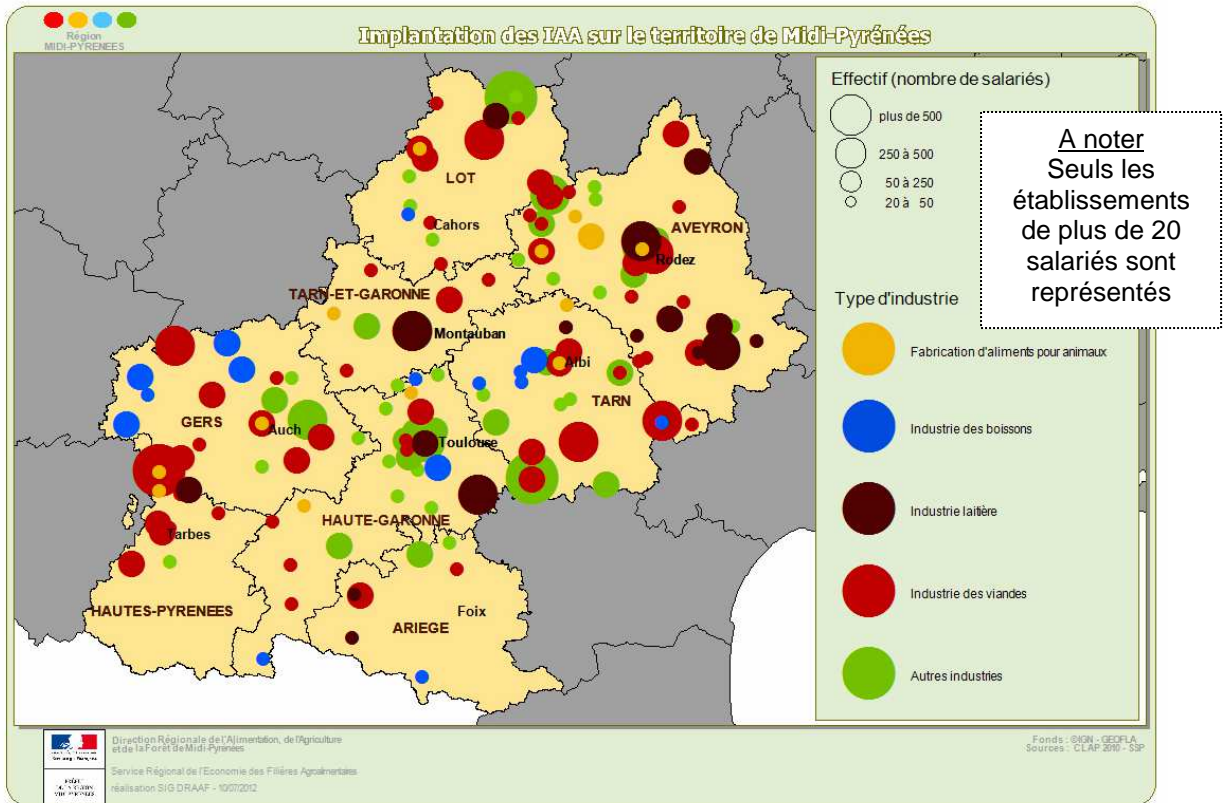 Région
MIDI-PYRENEES
Implantation des IAA sur le territoire de Midi-Pyrénées
LOT
Cahors
AVEYRON
Rodez
TARN-ET-GARONNE
Montauban
Albi
TARN
GERS
Auch
Toulouse
HAUTE-GARONNE
Tarbes
HAUTES-PYRENEES
Foix
ARIEGE
Effectif (nombre de salariés)
plus de 500
250 à 500
50 à 250
20 à 50
Type d'industrie
Fabrication d'aliments pour animaux
Industrie des boissons
Industrie laitière
Industrie des viandes
Autres industries
A noter
Seuls les
établissements
de plus de 20
salariés sont
représentés
Direction Régionale de l'Alimentation, de l'Agriculture
et de la Forêt de Midi-Pyrénées
Service Régional de l'Economie des Filières Agroalimentaires
réalisation SIG DRAAF - 10/07/2012
Fonds : ©IGN - GEOFLA
Sources : CLAP 2010 - SSP